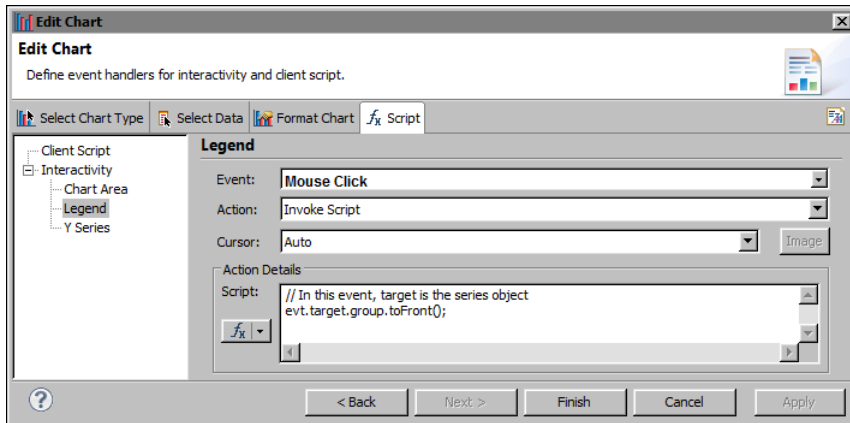 Edit Chart
Edit Chart
Define event handlers for interactivity and client script.
Select Chart Type Select Data Format Chart fx Script
Client Script
Interactivity
Chart Area
Legend
Y Series
Legend
Event: Mouse Click
Action: Invoke Script
Cursor: Auto Image
Action Details
Script: // In this event, target is the series object
evt.target.group.toFront();
fx
? < Back Next > Finish Cancel Apply